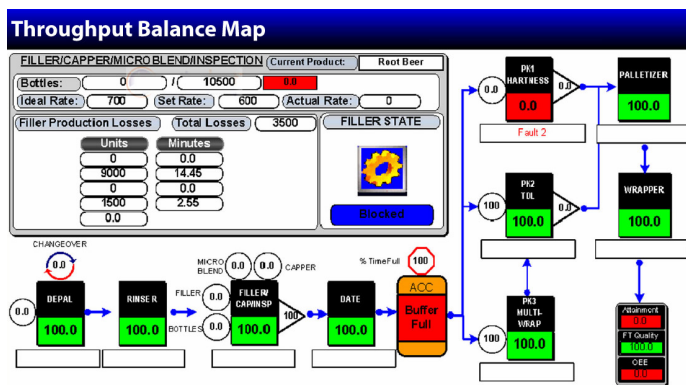 Throughput Balance Map
FILLER/CAPPER/MICROBLEND/INSPECTION
Current Product: Root Beer
Bottles: 0 / 10500 0.0
Ideal Rate: 700 Set Rate: 600 Actual Rate: 0
Filler Production Losses Total Losses 3500
Units Minutes
0 0.0
9000 14.45
0 0.0
1500 2.55
0.0
FILLER STATE
Blocked
PK1
HARTNESS
0.0
0.0
0.0
Fault 2
PALLETIZER
100.0
PK2
TDL
100
100.0
0.0
WRAPPER
100.0
CHANGEOVER
0.0
0.0
DEPAL
100.0
RINSER
100.0
MICRO
BLEND
0.0
0.0
CAPPER
FILLER
0.0
BOTTLES
0.0
FILLER/
CAP/INSP
100.0
100
DATE
100.0
% Time Full
100
ACC
Buffer
Full
PK3
MULTI-
WRAP
100
100.0
Attainment
0.0
FT Quality
100.0
OEE
0.0